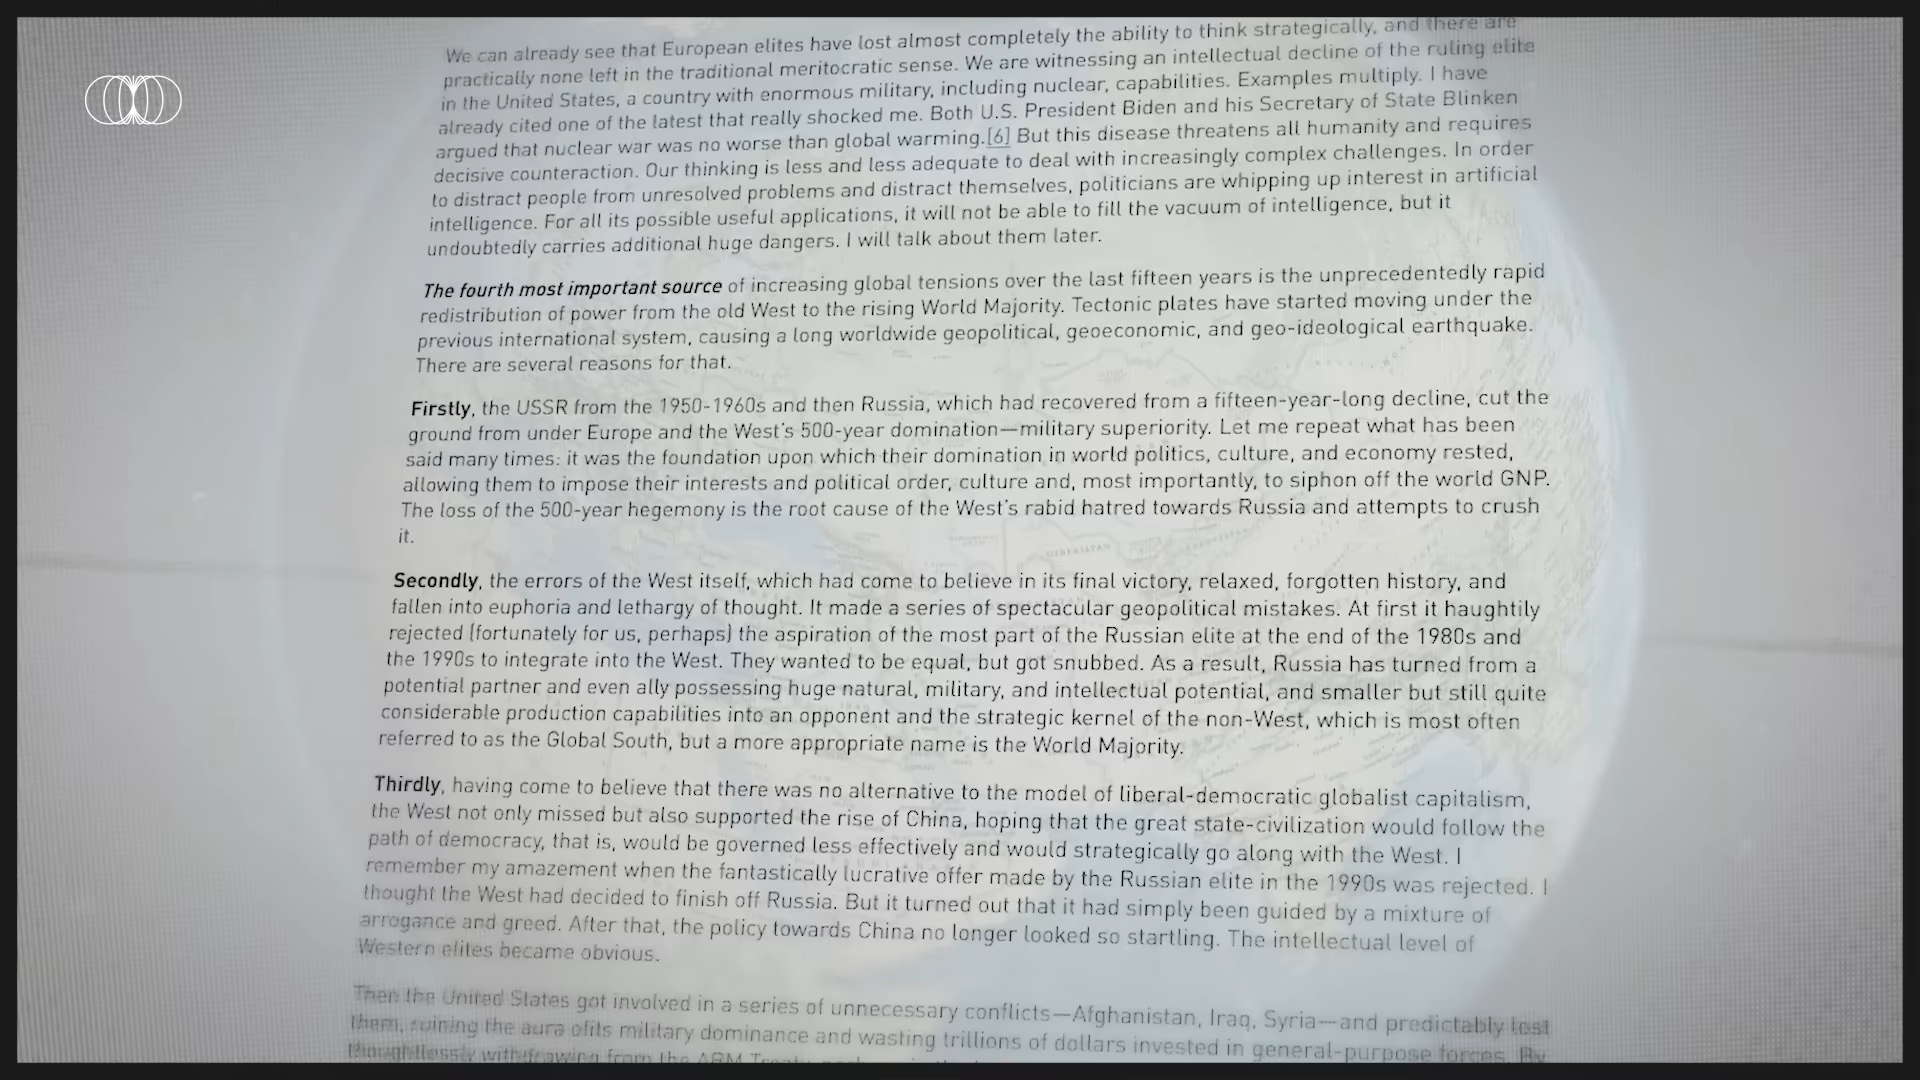 We can already see that European elites have lost almost completely the ability to think strategically, and there are
practically none left in the traditional meritocratic sense. We are witnessing an intellectual decline of the ruling elite
in the United States, a country with enormous military, including nuclear, capabilities. Examples multiply. I have
already cited one of the latest that really shocked me. Both U.S. President Biden and his Secretary of State Blinken
argued that nuclear war was no worse than global warming.[6] But this disease threatens all humanity and requires
decisive counteraction. Our thinking is less and less adequate to deal with increasingly complex challenges. In order
to distract people from unresolved problems and distract themselves, politicians are whipping up interest in artificial
intelligence. For all its possible useful applications, it will not be able to fill the vacuum of intelligence, but it
undoubtedly carries additional huge dangers. I will talk about them later.
The fourth most important source of increasing global tensions over the last fifteen years is the unprecedentedly rapid
redistribution of power from the old West to the rising World Majority. Tectonic plates have started moving under the
previous international system, causing a long worldwide geopolitical, geoeconomic, and geo-ideological earthquake.
There are several reasons for that.
Firstly, the USSR from the 1950-1960s and then Russia, which had recovered from a fifteen-year-long decline, cut the
ground from under Europe and the West's 500-year domination—military superiority. Let me repeat what has been
said many times: it was the foundation upon which their domination in world politics, culture, and economy rested,
allowing them to impose their interests and political order, culture and, most importantly, to siphon off the world GNP.
The loss of the 500-year hegemony is the root cause of the West's rabid hatred towards Russia and attempts to crush
it.
Secondly, the errors of the West itself, which had come to believe in its final victory, relaxed, forgotten history, and
fallen into euphoria and lethargy of thought. It made a series of spectacular geopolitical mistakes. At first it haughtily
rejected (fortunately for us, perhaps) the aspiration of the most part of the Russian elite at the end of the 1980s and
the 1990s to integrate into the West. They wanted to be equal, but got snubbed. As a result, Russia has turned from a
potential partner and even ally possessing huge natural, military, and intellectual potential, and smaller but still quite
considerable production capabilities into an opponent and the strategic kernel of the non-West, which is most often
referred to as the Global South, but a more appropriate name is the World Majority.
Thirdly, having come to believe that there was no alternative to the model of liberal-democratic globalist capitalism,
the West not only missed but also supported the rise of China, hoping that the great state-civilization would follow the
path of democracy, that is, would be governed less effectively and would strategically go along with the West. I
remember my amazement when the fantastically lucrative offer made by the Russian elite in the 1990s was rejected. I
thought the West had decided to finish off Russia. But it turned out that it had simply been guided by a mixture of
arrogance and greed. After that, the policy towards China no longer looked so startling. The intellectual level of
Western elites became obvious.
Then the United States got involved in a series of unnecessary conflicts—Afghanistan, Iraq, Syria—and predictably lost
them, ruining the aura ofits military dominance and wasting trillions of dollars invested in general-purpose forces. By
thoughtlessly withdrawing from the ABM Treaty